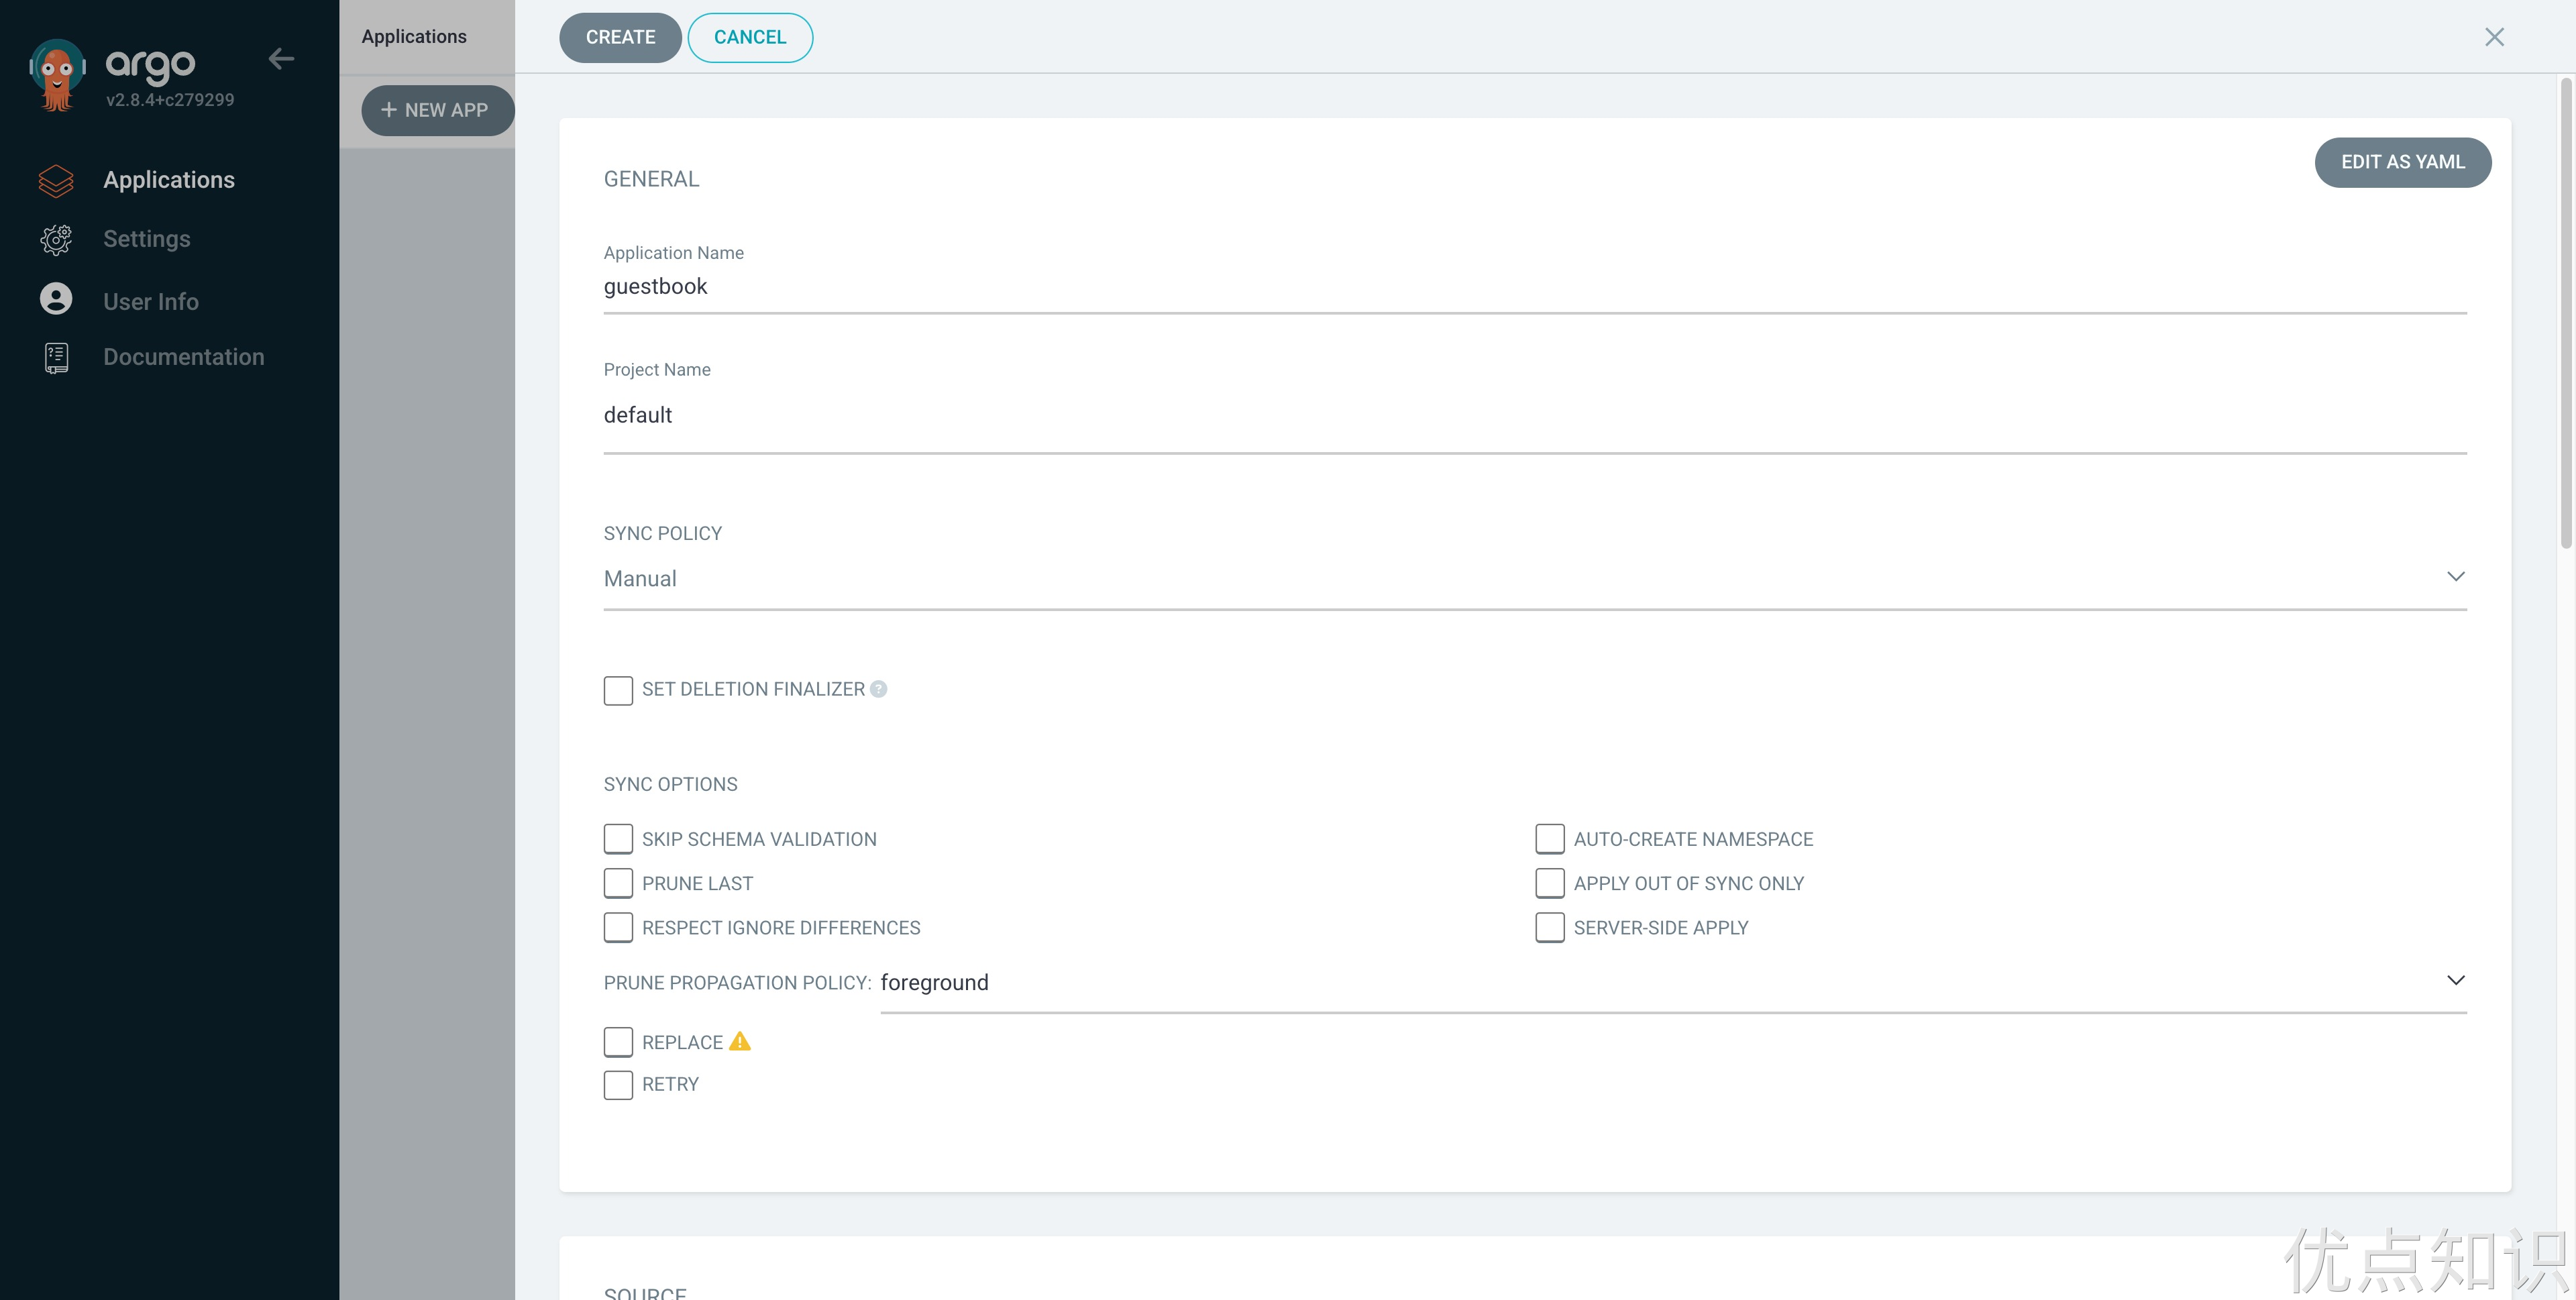 argo
v2.8.4+c279299
Applications
Settings
User Info
Documentation
Applications
+ NEW APP
CREATE
CANCEL
GENERAL
EDIT AS YAML
Application Name
guestbook
Project Name
default
SYNC POLICY
Manual
SET DELETION FINALIZER ?
SYNC OPTIONS
SKIP SCHEMA VALIDATION
AUTO-CREATE NAMESPACE
PRUNE LAST
APPLY OUT OF SYNC ONLY
RESPECT IGNORE DIFFERENCES
SERVER-SIDE APPLY
PRUNE PROPAGATION POLICY: foreground
REPLACE
RETRY
SOURCE
优点知识